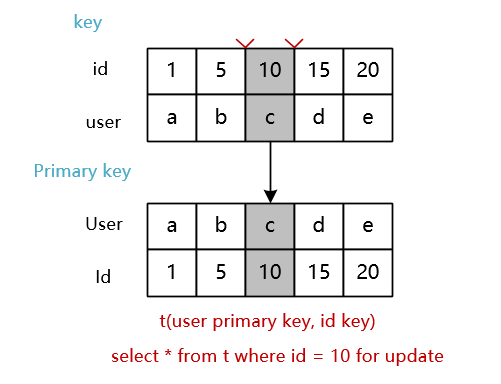 key
id 1 5 10 15 20
user a b c d e
Primary key
User a b c d e
Id 1 5 10 15 20
t(user primary key, id key)
select * from t where id = 10 for update